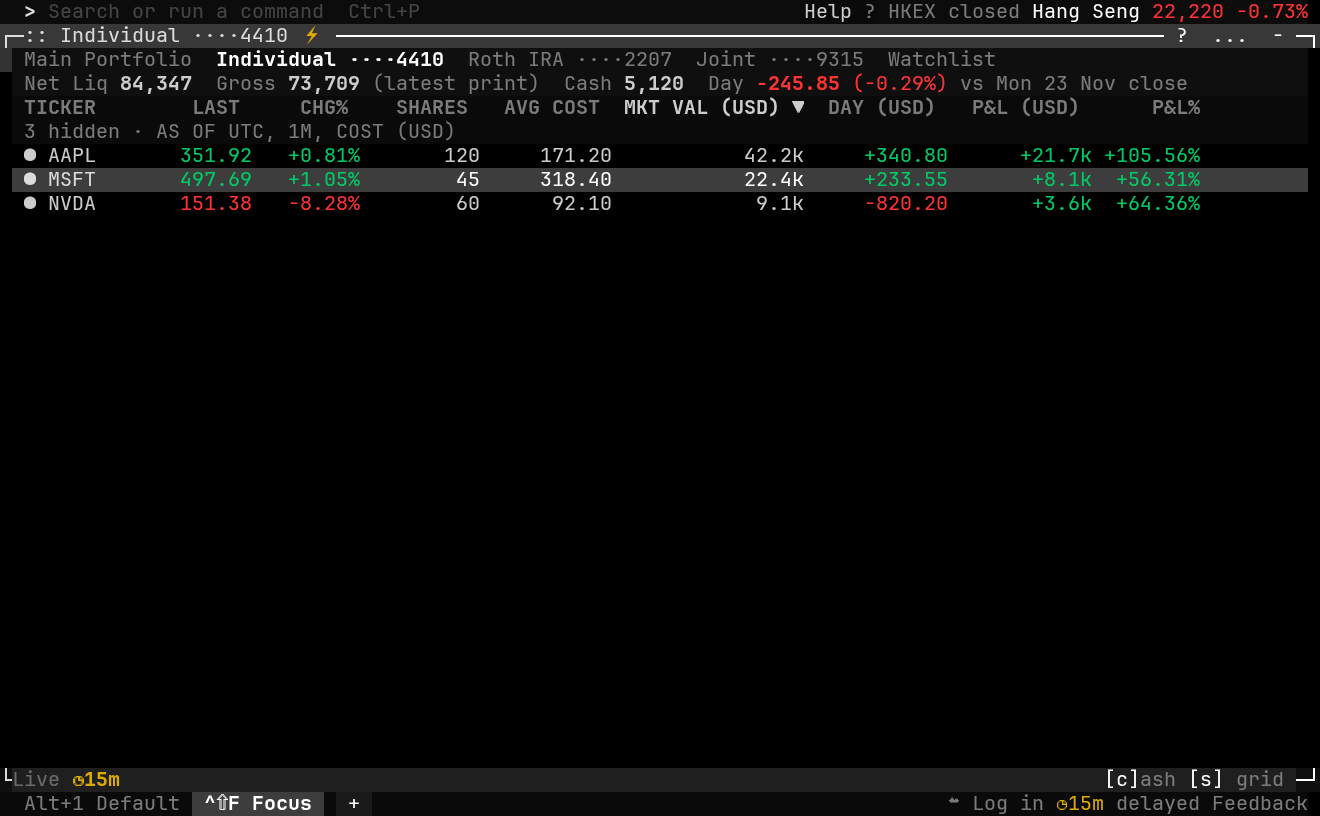 > Search or run a command  Ctrl+P  Help ? HKEX closed Hang Seng 22,220 -0.73%
:: Individual ····4410 ⚡ ? ... -
Main Portfolio  Individual ····4410  Roth IRA ····2207  Joint ····9315  Watchlist
Net Liq 84,347  Gross 73,709 (latest print)  Cash 5,120  Day -245.85 (-0.29%) vs Mon 23 Nov close
TICKER  LAST  CHG%  SHARES  AVG COST  MKT VAL (USD) ▼  DAY (USD)  P&L (USD)  P&L%
3 hidden · AS OF UTC, 1M, COST (USD)
● AAPL  351.92  +0.81%  120  171.20  42.2k  +340.80  +21.7k  +105.56%
● MSFT  497.69  +1.05%  45  318.40  22.4k  +233.55  +8.1k  +56.31%
● NVDA  151.38  -8.28%  60  92.10  9.1k  -820.20  +3.6k  +64.36%
Live ◔15m  [c]ash [s] grid
Alt+1 Default  ^⇧F Focus  +  Log in ◔15m delayed Feedback